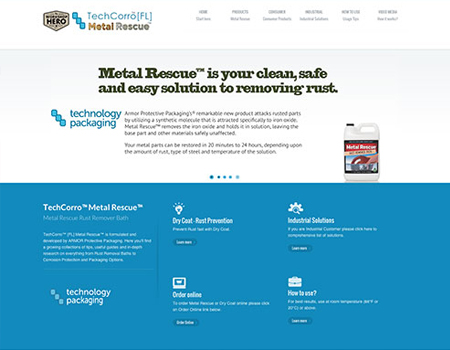 HERO
TechCorrō[FL]
Metal Rescue™
HOME
Start here
PRODUCTS
Metal Rescue
CONSUMER
Consumer Products
INDUSTRIAL
Industrial Solutions
HOW TO USE
Usage Tips
VIDEO MEDIA
How Transfer?
Metal Rescue™ is your clean, safe
and easy solution to removing rust.
technology
packaging
Armor Protective Packaging's® remarkable new product attacks rusted parts
by utilizing a synthetic molecule that is attracted specifically to iron oxide,
Metal Rescue™ removes the iron oxide and holds it in solution, leaving the
base part and other materials safely unaffected.
Your metal parts can be restored in 20 minutes to 24 hours, depending upon
the amount of rust, type of steel and temperature of the solution.
Metal Rescue
TechCorro™ Metal Rescue™
Metal Rescue Rust Remover Bath
TechCorro™ [FL] Metal Rescue™ is formulated and
developed by ARMOR Protective Packaging. Here you'll find
a growing collections of tips, useful guides and in-depth
research on everything from Rust Removal Baths to
Corrosion Protection and Packaging Options.
technology
packaging
Dry Coat - Rust Prevention
Prevent Rust fast with Dry Coat
Learn more
Industrial Solutions
If you are Industrial Customer please click here to
comprehensive list of solutions.
Learn more
Order online
To order Metal Rescue or Dry Coat online please click
on Order Online link below
Order Online
How to use?
For best results, use at room temperature (68°F or
20°C) or above.
Learn more